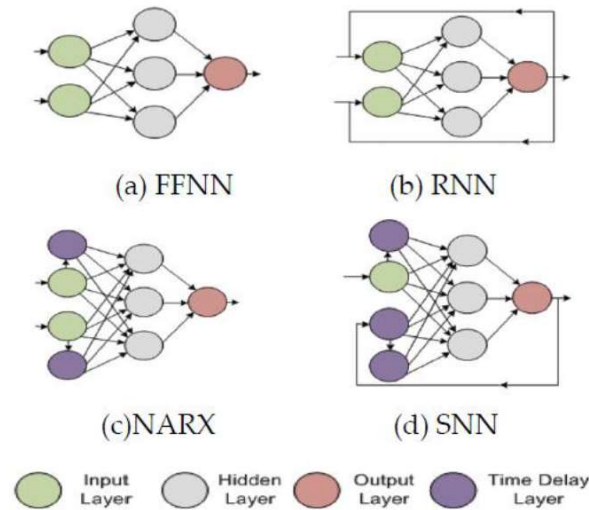 (a) FFNN
(b) RNN
(c)NARX
(d) SNN
Input Layer
Hidden Layer
Output Layer
Time Delay Layer